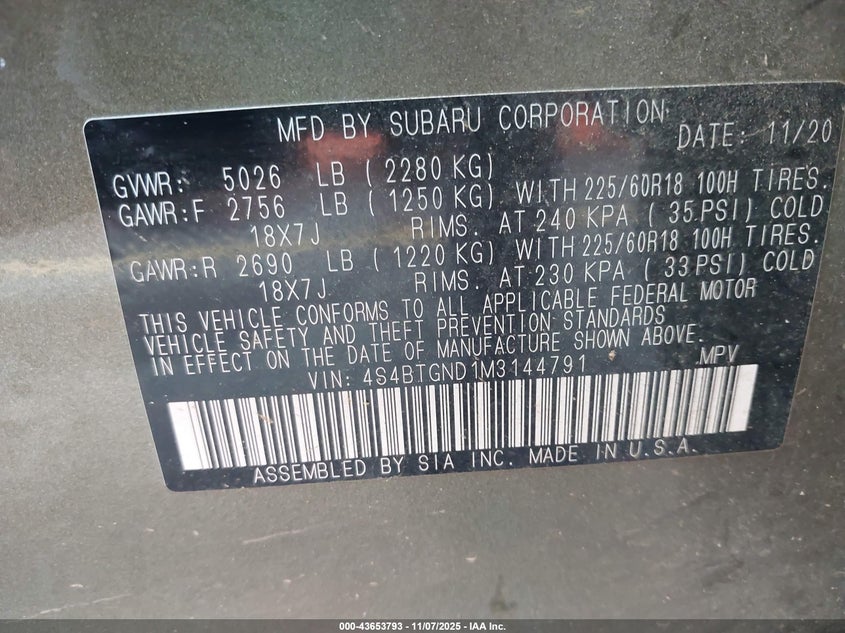 MFD BY SUBARU CORPORATION
DATE: 11/20
GVWR: 5026 LB ( 2280 KG)
GAWR:F 2756 LB ( 1250 KG) WITH 225/60R18 100H TIRES.
18X7J RIMS. AT 240 KPA ( 35 PSI) COLD
GAWR:R 2690 LB ( 1220 KG) WITH 225/60R18 100H TIRES.
18X7J RIMS. AT 230 KPA ( 33 PSI) COLD
THIS VEHICLE CONFORMS TO ALL APPLICABLE FEDERAL MOTOR
VEHICLE SAFETY AND THEFT PREVENTION STANDARDS
IN EFFECT ON THE DATE OF MANUFACTURE SHOWN ABOVE.
VIN: 4S4BTGND1M3144791 MPV
ASSEMBLED BY SIA INC. MADE IN U.S.A.
000-43653793 - 11/07/2025 - IAA Inc.